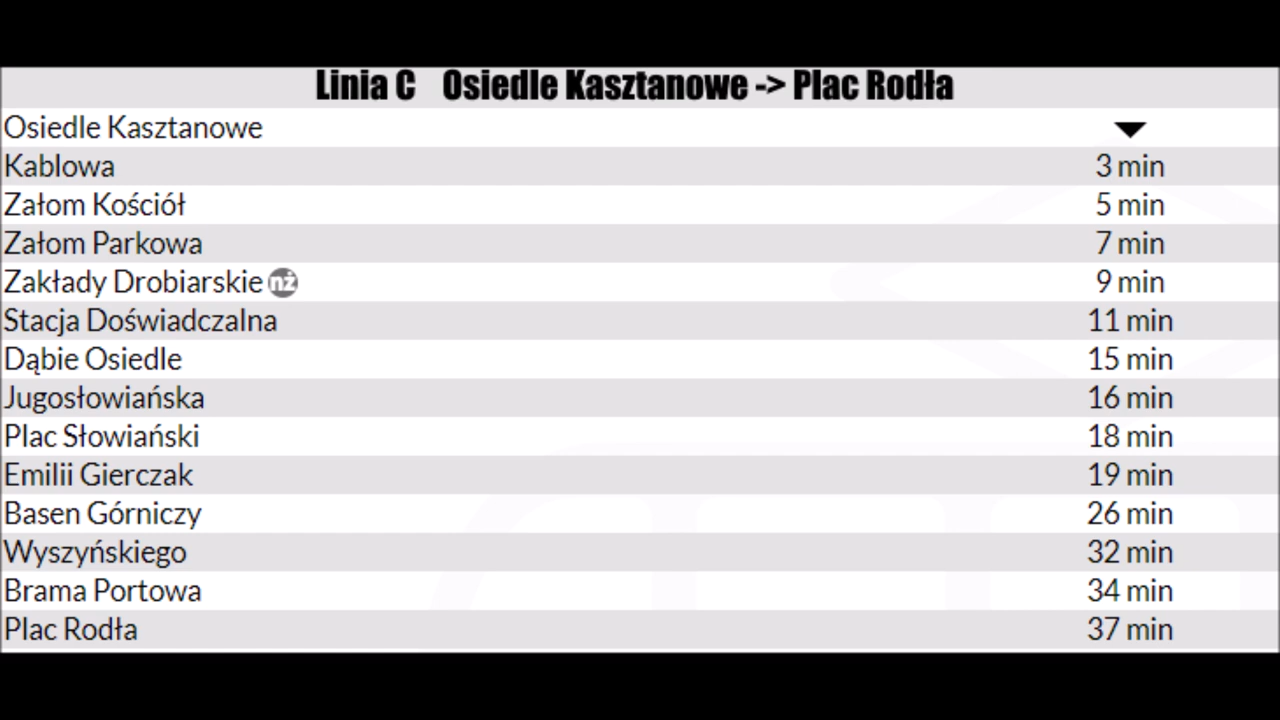 Linia C Osiedle Kasztanowe -> Plac Rodła
Osiedle Kasztanowe
Kablowa 3 min
Załom Kościół 5 min
Załom Parkowa 7 min
Zakłady Drobiarskie nż 9 min
Stacja Doświadczalna 11 min
Dąbie Osiedle 15 min
Jugosłowiańska 16 min
Plac Słowiański 18 min
Emilii Gierczak 19 min
Basen Górniczy 26 min
Wyszyńskiego 32 min
Brama Portowa 34 min
Plac Rodła 37 min